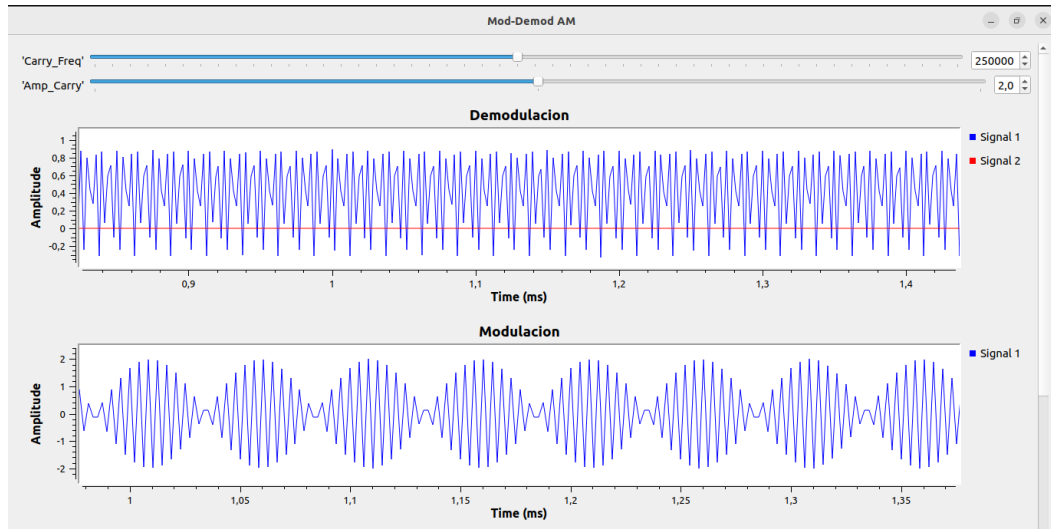 Mod-Demod AM
'Carry_Freq' 250000
'Amp_Carry' 2,0
Demodulacion
Signal 1
Signal 2
Amplitude
1
0,8
0,6
0,4
0,2
0
-0,2
0,9 1 1,1 1,2 1,3 1,4
Time (ms)
Modulacion
Signal 1
Amplitude
2
1
0
-1
-2
1 1,05 1,1 1,15 1,2 1,25 1,3 1,35
Time (ms)